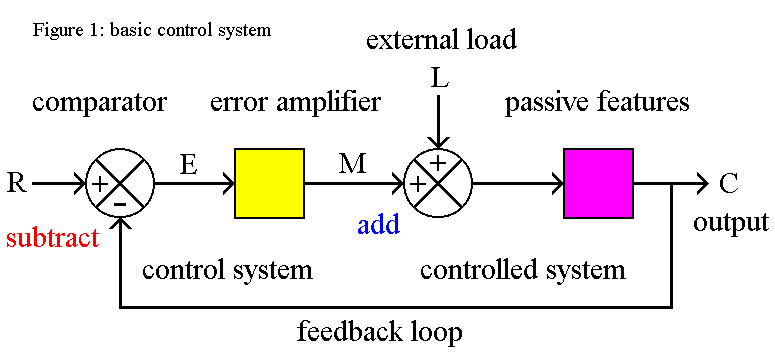 Figure 1: basic control system
external load
L
comparator
error amplifier
passive features
R
+
-
E
M
+
+
C
output
subtract
add
control system
controlled system
feedback loop